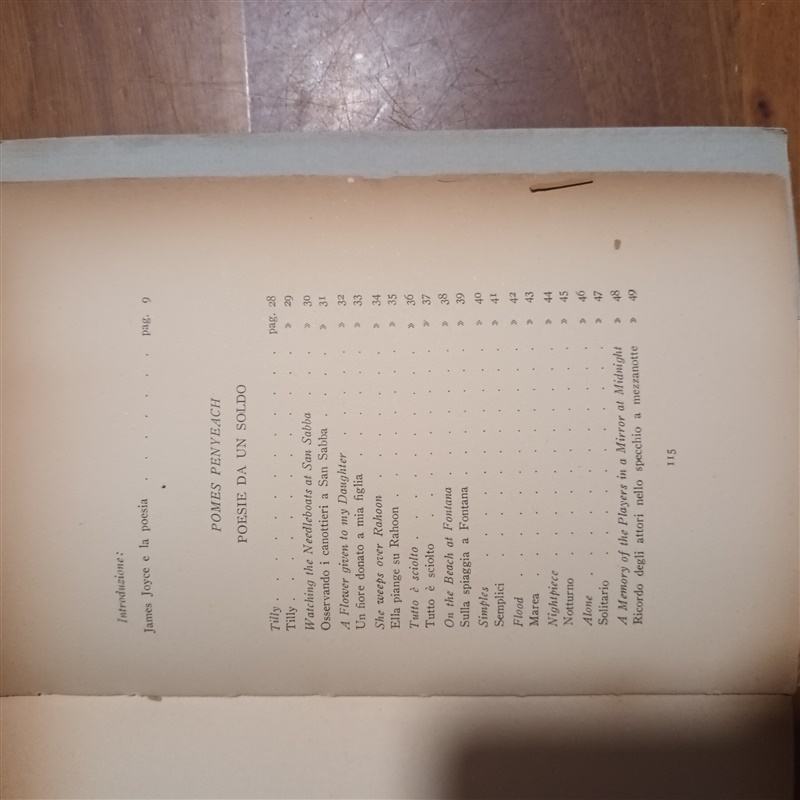 Introduzione:
James Joyce e la poesia . . . . . . pag. 9
POMES PENYEACH
POESIE DA UN SOLDO
Tilly . . . . . . . . . . . pag. 28
Tilly . . . . . . . . . . . » 29
Watching the Needleboats at San Sabba . . . » 30
Osservando i canottieri a San Sabba . . . . » 31
A Flower given to my Daughter . . . . . » 32
Un fiore donato a mia figlia . . . . . . » 33
She weeps over Rahoon . . . . . . . » 34
Ella piange su Rahoon . . . . . . . » 35
Tutto è sciolto . . . . . . . . . » 36
Tutto è sciolto . . . . . . . . . » 37
On the Beach at Fontana . . . . . . » 38
Sulla spiaggia a Fontana . . . . . . » 39
Simples . . . . . . . . . . » 40
Semplici . . . . . . . . . . » 41
Flood . . . . . . . . . . » 42
Marea . . . . . . . . . . » 43
Nightpiece . . . . . . . . . » 44
Notturno . . . . . . . . . . » 45
Alone . . . . . . . . . . » 46
Solitario . . . . . . . . . . » 47
A Memory of the Players in a Mirror at Midnight » 48
Ricordo degli attori nello specchio a mezzanotte » 49
115